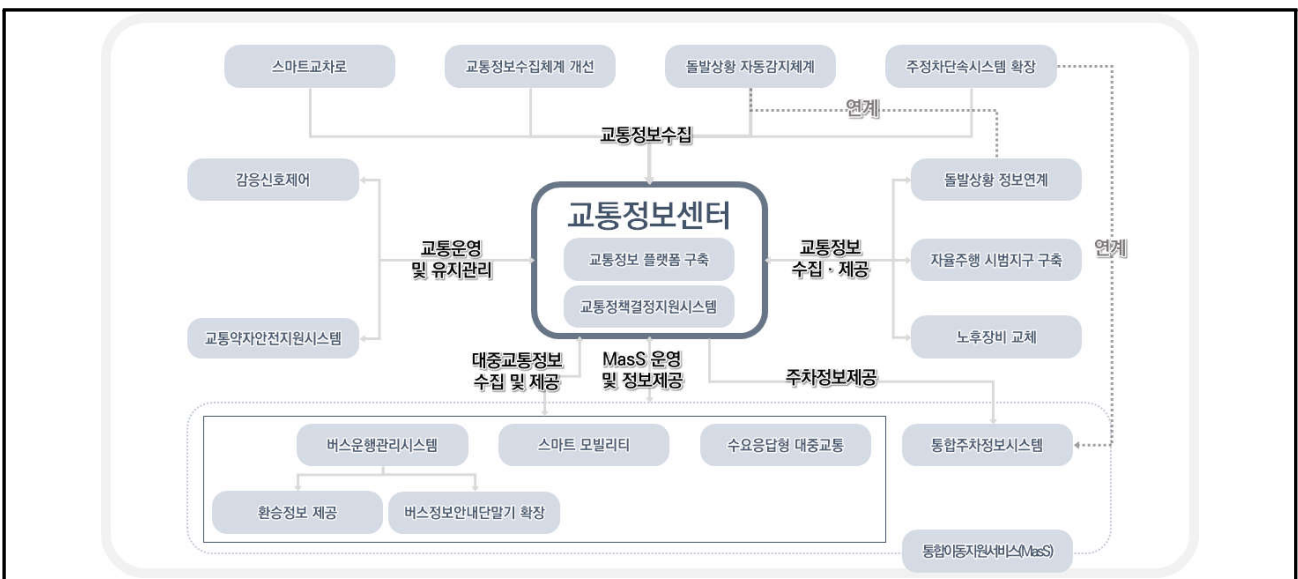 스마트교차로
교통정보수집체계 개선
돌발상황 자동감지체계
주정차단속시스템 확장
연계
교통정보수집
감응신호제어
돌발상황 정보연계
교통정보센터
교통운영
및 유지관리
교통정보 플랫폼 구축
교통정보
수집 · 제공
자율주행 시범지구 구축
연계
교통정책결정지원시스템
교통약자안전지원시스템
노후장비 교체
대중교통정보
수집 및 제공
MasS 운영
및 정보제공
주차정보제공
버스운행관리시스템
스마트 모빌리티
수요응답형 대중교통
통합주차정보시스템
환승정보 제공
버스정보안내단말기 확장
통합이동지원서비스(MasS)